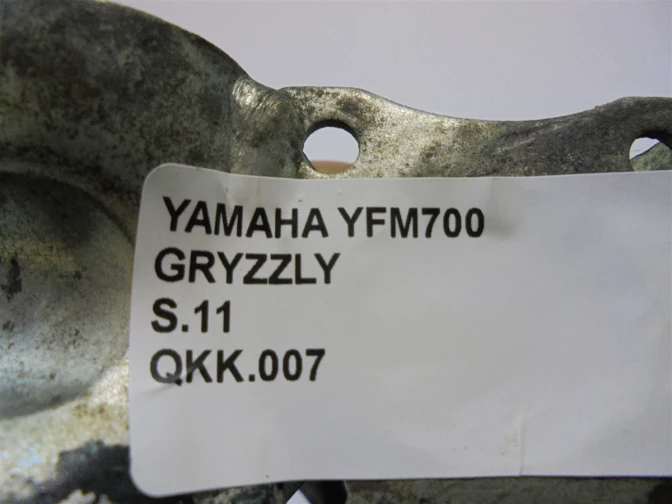 YAMAHA YFM700
GRYZZLY
S.11
QKK.007